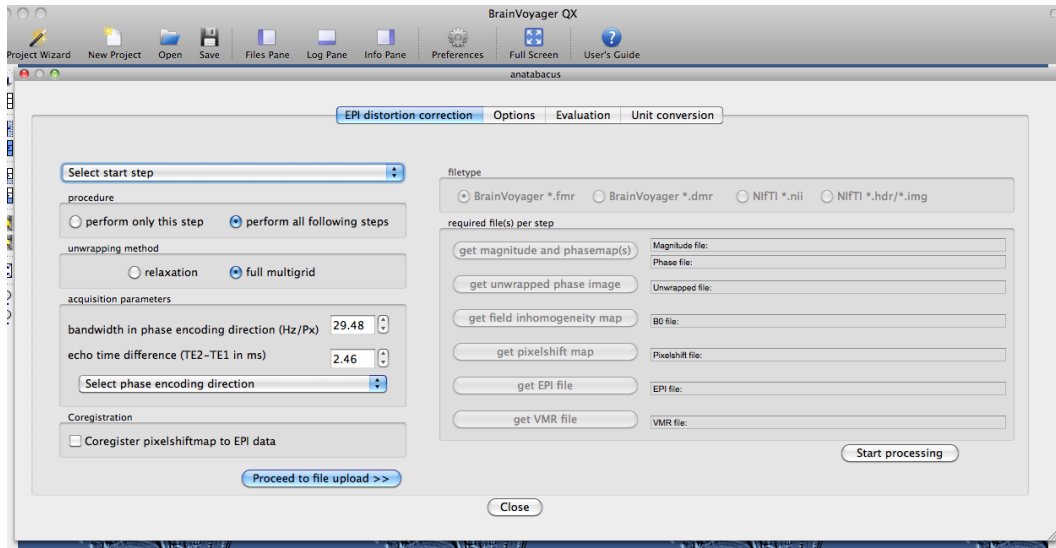 BrainVoyager QX
Project Wizard New Project Open Save Files Pane Log Pane Info Pane Preferences Full Screen User's Guide
anatabacus
EPI distortion correction Options Evaluation Unit conversion
Select start step
procedure
perform only this step perform all following steps
unwrapping method
relaxation full multigrid
acquisition parameters
bandwidth in phase encoding direction (Hz/Px) 29.48
echo time difference (TE2-TE1 in ms) 2.46
Select phase encoding direction
Coregistration
Coregister pixelshiftmap to EPI data
Proceed to file upload >>
filetype
BrainVoyager *.fmr BrainVoyager *.dmr NIfTI *.nii NIfTI *.hdr/*.img
required file(s) per step
get magnitude and phasemap(s) Magnitude file:
Phase file:
get unwrapped phase image Unwrapped file:
get field inhomogeneity map B0 file:
get pixelshift map Pixelshift file:
get EPI file EPI file:
get VMR file VMR file:
Start processing
Close